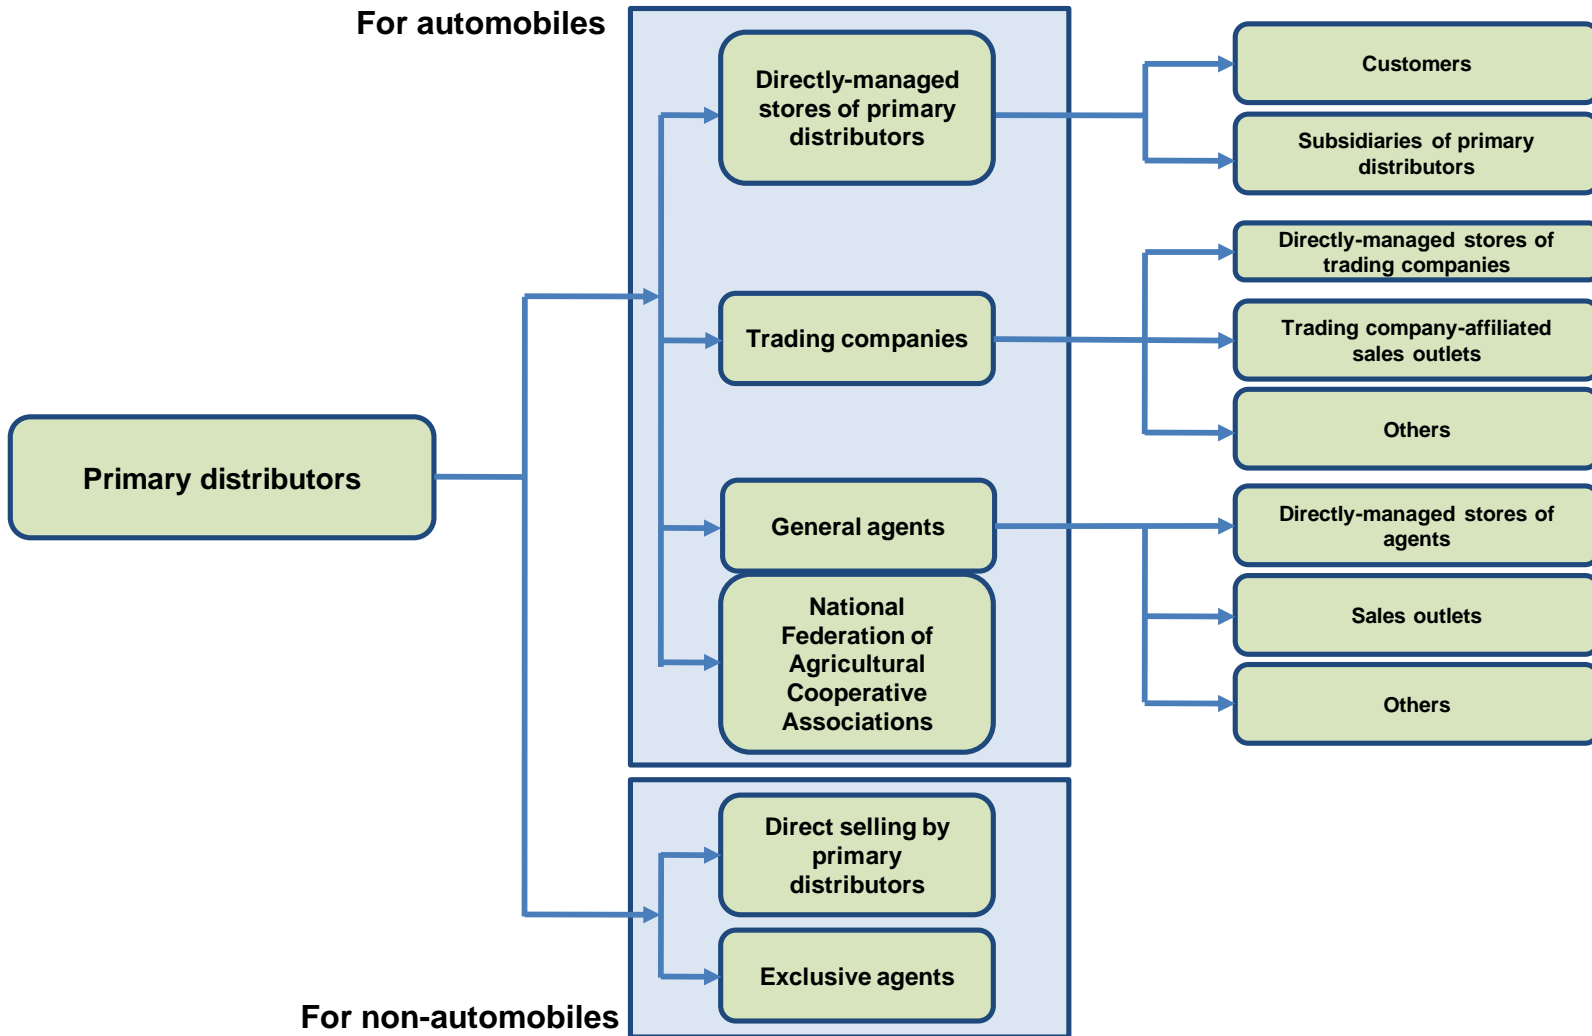 For automobiles
Primary distributors
Directly-managed
stores of primary
distributors
Trading companies
General agents
National
Federation of
Agricultural
Cooperative
Associations
Customers
Subsidiaries of primary
distributors
Directly-managed stores of
trading companies
Trading company-affiliated
sales outlets
Others
Directly-managed stores of
agents
Sales outlets
Others
Direct selling by
primary
distributors
Exclusive agents
For non-automobiles